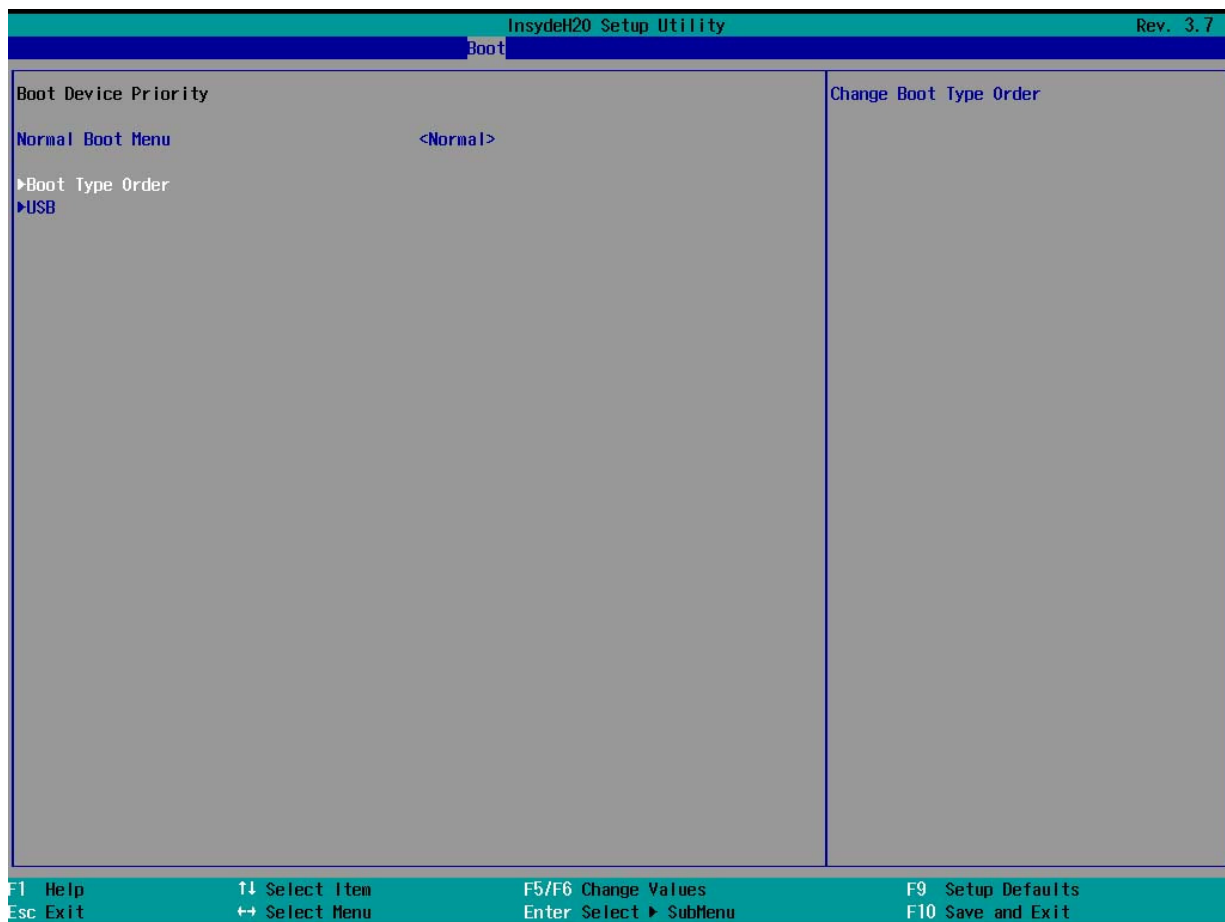 InsydeH20 Setup Utility Rev. 3.7
Boot
Boot Device Priority Change Boot Type Order
Normal Boot Menu <Normal>
▶Boot Type Order
▶USB
F1 Help ↑↓ Select Item F5/F6 Change Values F9 Setup Defaults
Esc Exit ↔ Select Menu Enter Select ▶ SubMenu F10 Save and Exit